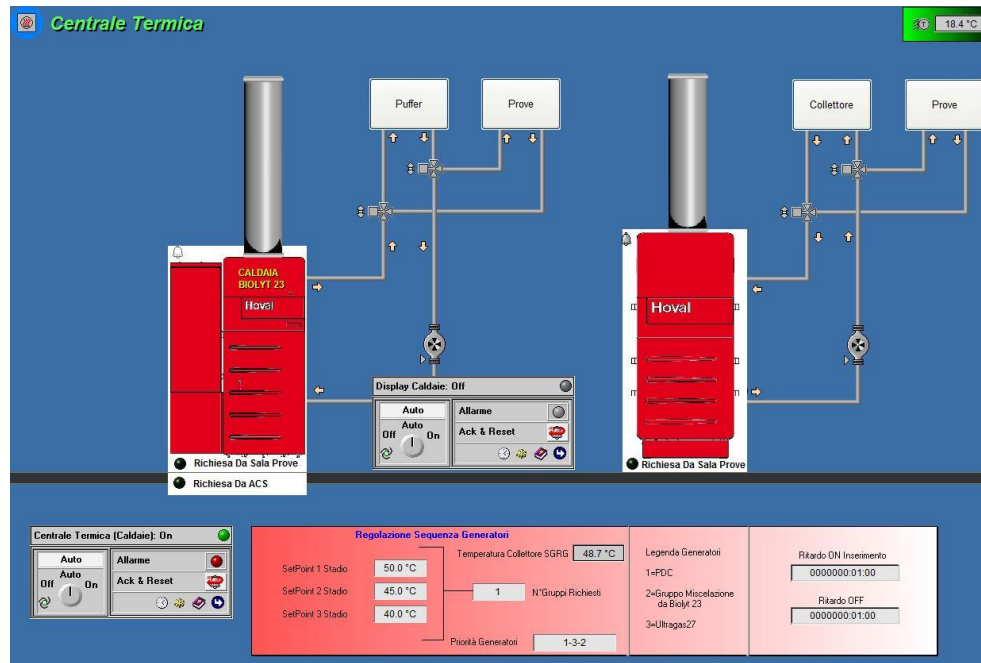 Centrale Termica
18.4 °C
Puffer
Prove
Collettore
Prove
CALDAIA
BIOLYT 23
Hoval
Hoval
Display Caldaie: Off
Auto
Auto
Off
On
Allarme
Ack & Reset
Richiesa Da Sala Prove
Richiesa Da ACS
Richiesa Da Sala Prove
Centrale Termica (Caldaie): On
Auto
Auto
Off
On
Allarme
Ack & Reset
Regolazione Sequenza Generatori
Temperatura Collettore SGRG 48.7 °C
SetPoint 1 Stadio 50.0 °C
SetPoint 2 Stadio 45.0 °C
SetPoint 3 Stadio 40.0 °C
1 N°Gruppi Richiesti
Priorità Generatori 1-3-2
Legenda Generatori
1=PDC
2=Gruppo Miscelazione
da Biolyt 23
3=Ultragas27
Ritardo ON Inserimento
0000000:01:00
Ritardo OFF
0000000:01:00